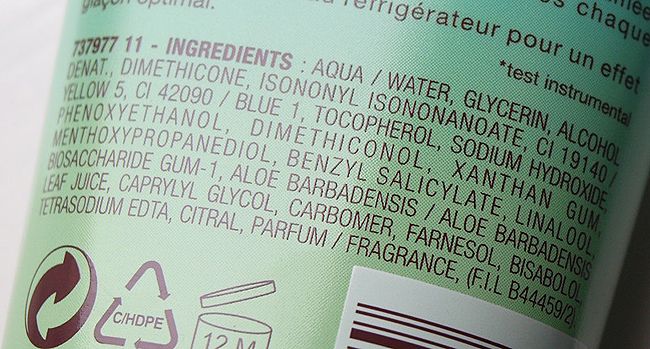 glaçon optimal.
au réfrigérateur pour un effet
chaque
*test instrumental
737977 11 - INGREDIENTS : AQUA / WATER, GLYCERIN, ALCOHOL
DENAT., DIMETHICONE, ISONONYL ISONONANOATE, CI 19140 /
YELLOW 5, CI 42090 / BLUE 1, TOCOPHEROL, SODIUM HYDROXIDE,
PHENOXYETHANOL, DIMETHICONOL, XANTHAN GUM,
MENTHOXYPROPANEDIOL, BENZYL SALICYLATE, LINALOOL,
BIOSACCHARIDE GUM-1, ALOE BARBADENSIS / ALOE BARBADENSIS
LEAF JUICE, CAPRYLYL GLYCOL, CARBOMER, FARNESOL, BISABOLOL,
TETRASODIUM EDTA, CITRAL, PARFUM / FRAGRANCE, (F.I.L B44459/2)
C/HDPE
12 M